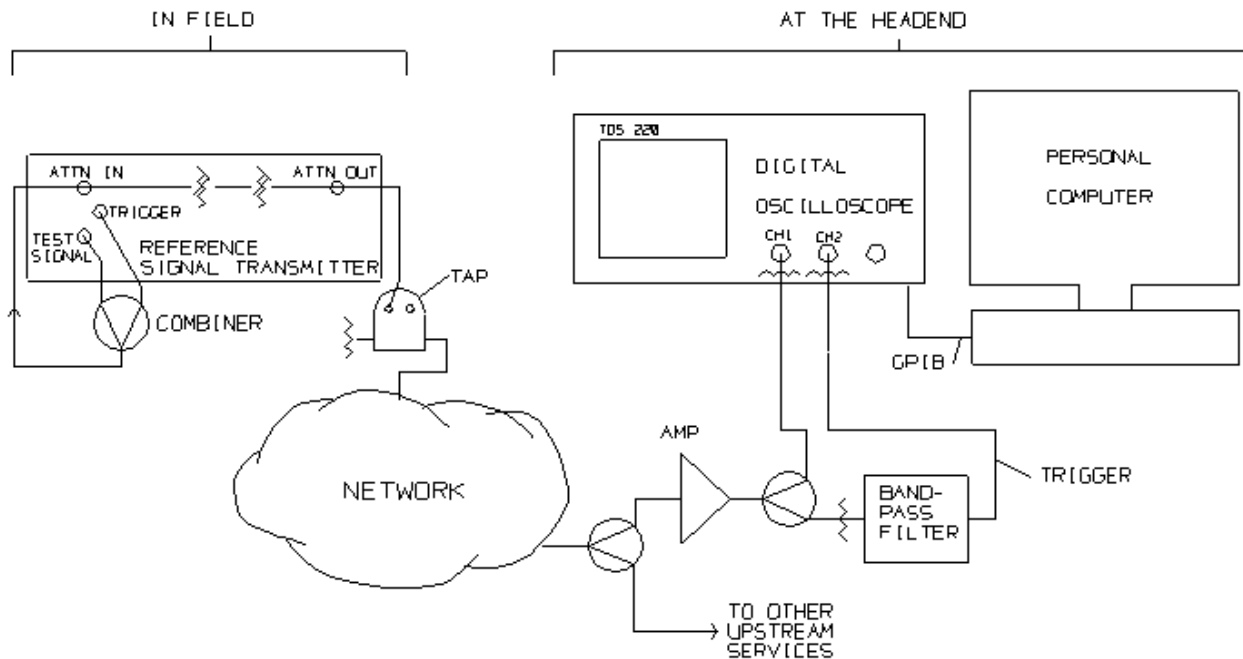 IN FIELD
AT THE HEADEND
TDS 220
DIGITAL
OSCILLOSCOPE
CH1
CH2
PERSONAL
COMPUTER
ATTN IN
ATTN OUT
TRIGGER
TEST
SIGNAL
REFERENCE
SIGNAL TRANSMITTER
TAP
COMBINER
GPIB
AMP
NETWORK
BAND-
PASS
FILTER
TRIGGER
TO OTHER
UPSTREAM
SERVICES